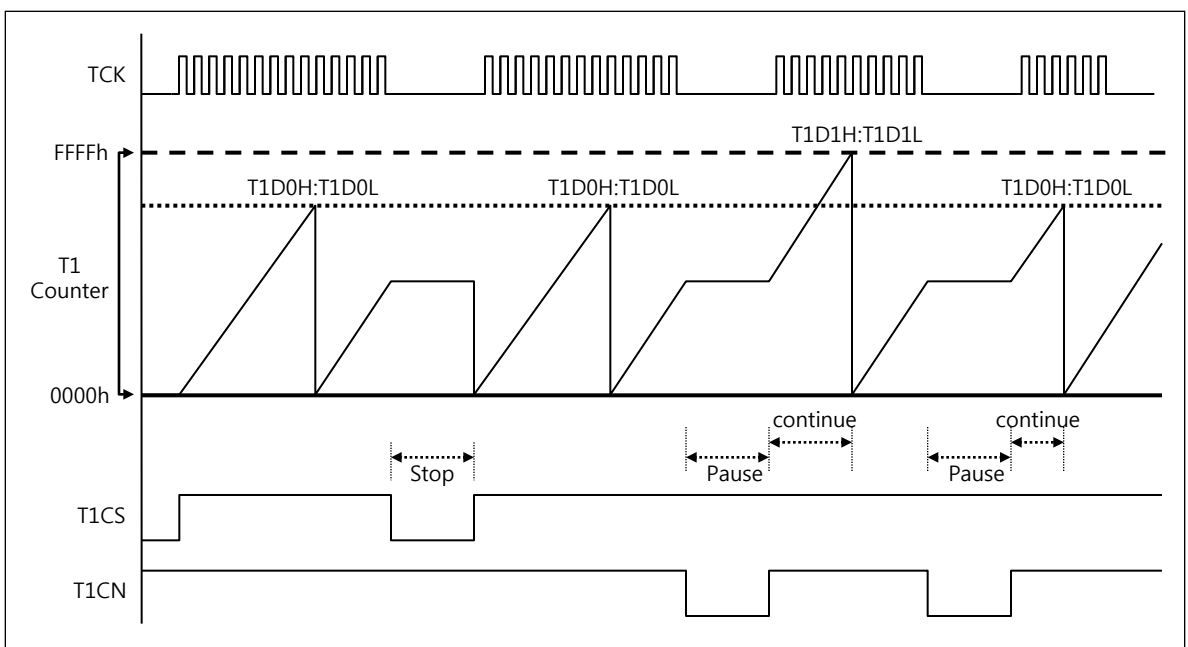 TCK
T1D1H:T1D1L
FFFFh
T1D0H:T1D0L
T1D0H:T1D0L
T1D0H:T1D0L
T1
Counter
0000h
continue
continue
Stop
Pause
Pause
T1CS
T1CN